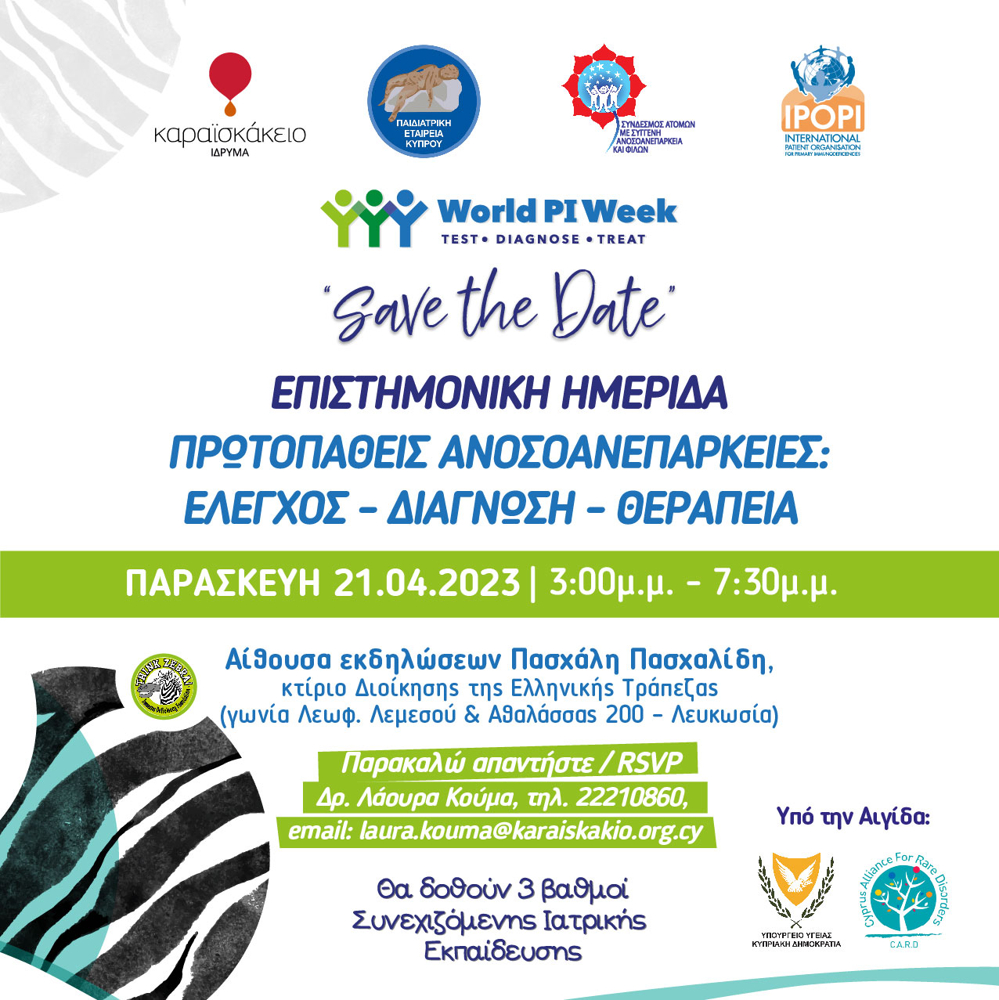 καραϊσκάκειο
ΙΔΡΥΜΑ
ΠΑΙΔΙΑΤΡΙΚΗ
ΕΤΑΙΡΕΙΑ
ΚΥΠΡΟΥ
ΣΥΝΔΕΣΜΟΣ ΑΤΟΜΩΝ
ΜΕ ΣΥΓΓΕΝΗ
ΑΝΟΣΟΑΝΕΠΑΡΚΕΙΑ
ΚΑΙ ΦΙΛΩΝ
IPOPI
INTERNATIONAL
PATIENT ORGANISATION
FOR PRIMARY IMMUNODEFICIENCIES
World PI Week
TEST • DIAGNOSE • TREAT
“Save the Date”
ΕΠΙΣΤΗΜΟΝΙΚΗ ΗΜΕΡΙΔΑ
ΠΡΩΤΟΠΑΘΕΙΣ ΑΝΟΣΟΑΝΕΠΑΡΚΕΙΕΣ:
ΕΛΕΓΧΟΣ – ΔΙΑΓΝΩΣΗ – ΘΕΡΑΠΕΙΑ
ΠΑΡΑΣΚΕΥΗ 21.04.2023 | 3:00μ.μ. – 7:30μ.μ.
THINK ZEBRA!
Immune Deficiency Foundation
Αίθουσα εκδηλώσεων Πασχάλη Πασχαλίδη,
κτίριο Διοίκησης της Ελληνικής Τράπεζας
(γωνία Λεωφ. Λεμεσού & Αθαλάσσας 200 – Λευκωσία)
Παρακαλώ απαντήστε / RSVP
Δρ. Λάουρα Κούμα, τηλ. 22210860,
email: laura.kouma@karaiskakio.org.cy
Θα δοθούν 3 βαθμοί
Συνεχιζόμενης Ιατρικής
Εκπαίδευσης
Υπό την Αιγίδα:
ΥΠΟΥΡΓΕΙΟ ΥΓΕΙΑΣ
ΚΥΠΡΙΑΚΗ ΔΗΜΟΚΡΑΤΙΑ
Cyprus Alliance For Rare Disorders
C.A.R.D